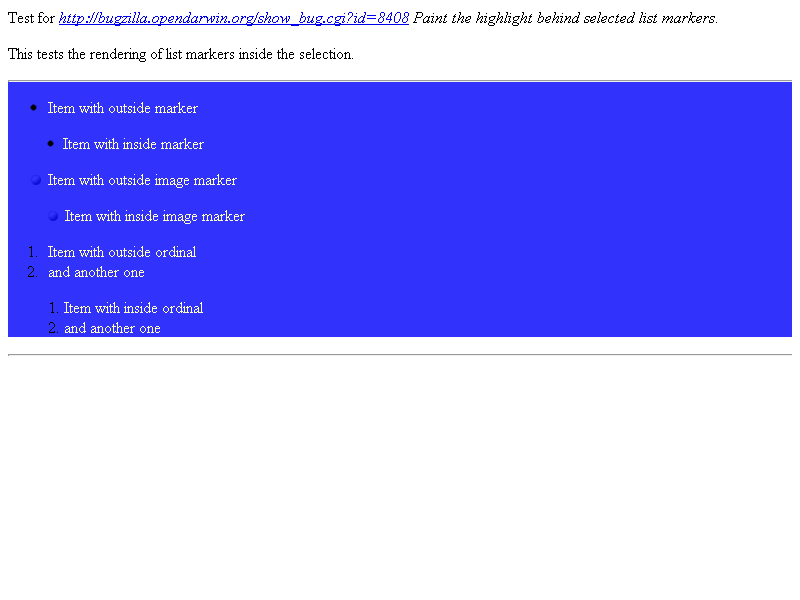 Test for http://bugzilla.opendarwin.org/show_bug.cgi?id=8408 Paint the highlight behind selected list markers.
This tests the rendering of list markers inside the selection.
• Item with outside marker
• Item with inside marker
Item with outside image marker
Item with inside image marker
1. Item with outside ordinal
2. and another one
1. Item with inside ordinal
2. and another one